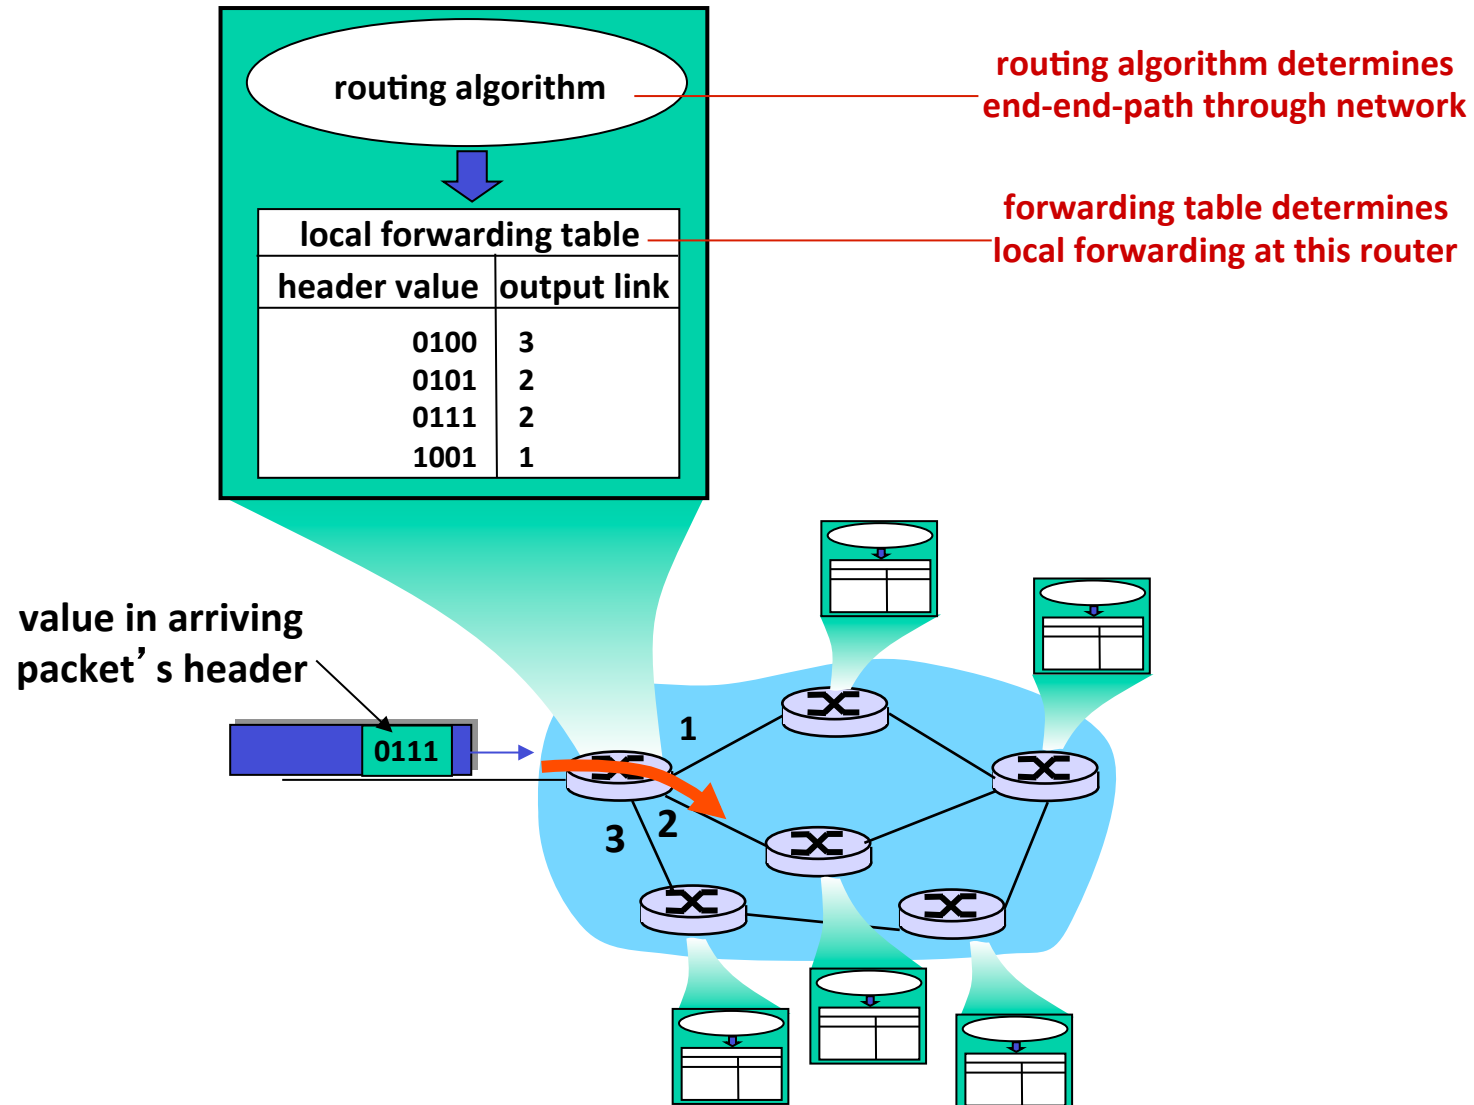 routing algorithm
routing algorithm determines
end-end-path through network
forwarding table determines
local forwarding at this router
local forwarding table
header value output link
0100 3
0101 2
0111 2
1001 1
value in arriving
packet’s header
0111
1
2
3